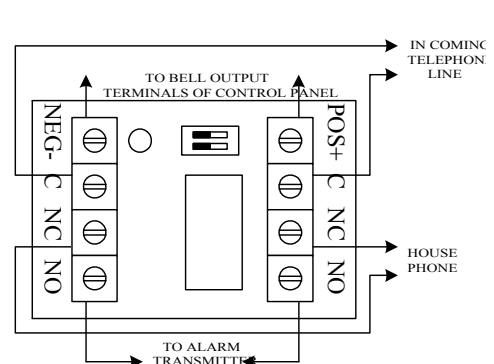 IN COMING
TELEPHONE
LINE
TO BELL OUTPUT
TERMINALS OF CONTROL PANEL
NEG-
C
NC
NO
POS+
C
NC
NO
HOUSE
PHONE
TO ALARM
TRANSMITTER